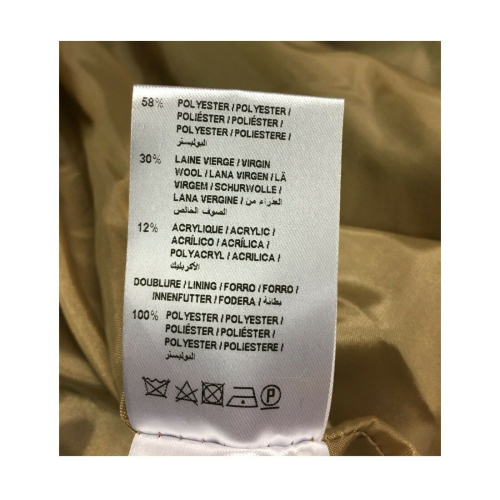 58% POLYESTER / POLYESTER /
POLIÉSTER / POLIÉSTER /
POLYESTER / POLIESTERE /
البوليستر
30% LAINE VIERGE / VIRGIN
WOOL / LANA VIRGEN / LÃ
VIRGEM / SCHURWOLLE /
LANA VERGINE / العذراء من
الصوف الخالص
12% ACRYLIQUE / ACRYLIC /
ACRÍLICO / ACRÍLICA /
POLYACRYL / ACRILICA /
الأكريليك
DOUBLURE / LINING / FORRO / FORRO /
INNENFUTTER / FODERA / بطانة
100% POLYESTER / POLYESTER /
POLIÉSTER / POLIÉSTER /
POLYESTER / POLIESTERE /
البوليستر
P